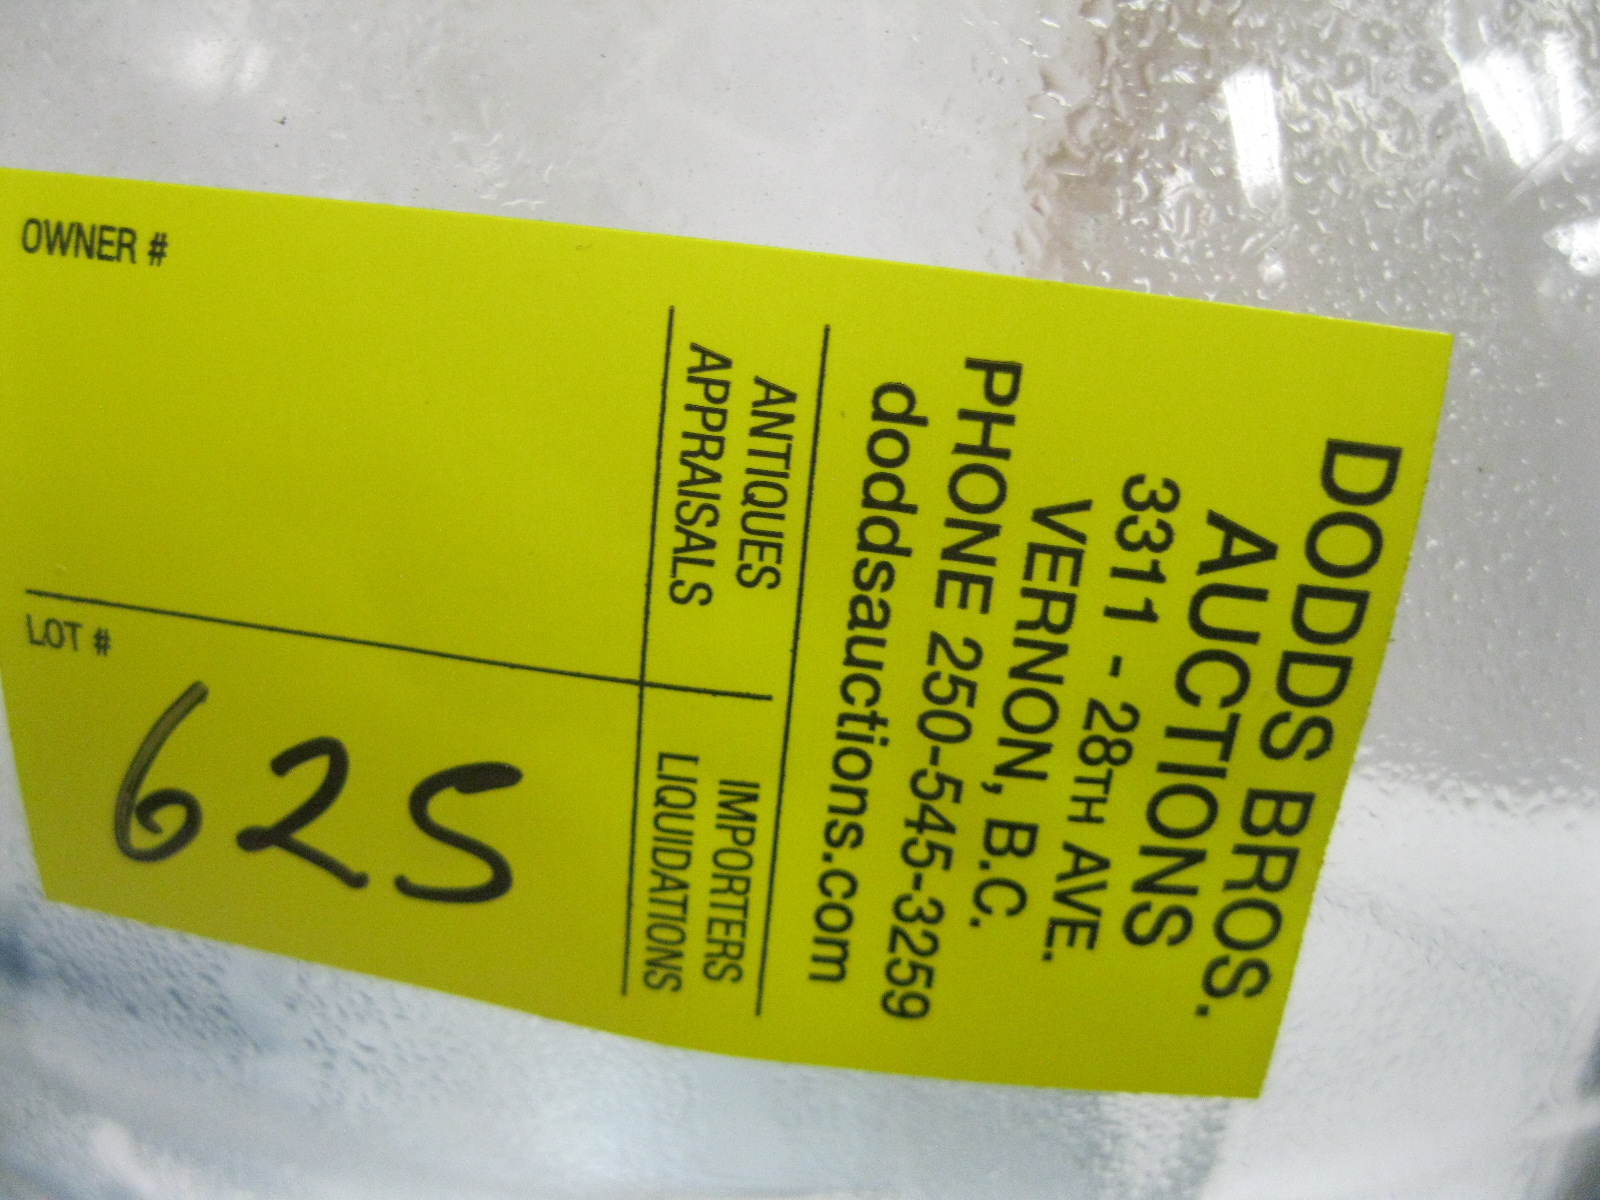 DODDS BROS.
AUCTIONS
3311 - 28TH AVE.
VERNON, B.C.
PHONE 250-545-3259
doddsauctions.com
ANTIQUES
APPRAISALS
IMPORTERS
LIQUIDATIONS
OWNER #
LOT #
625